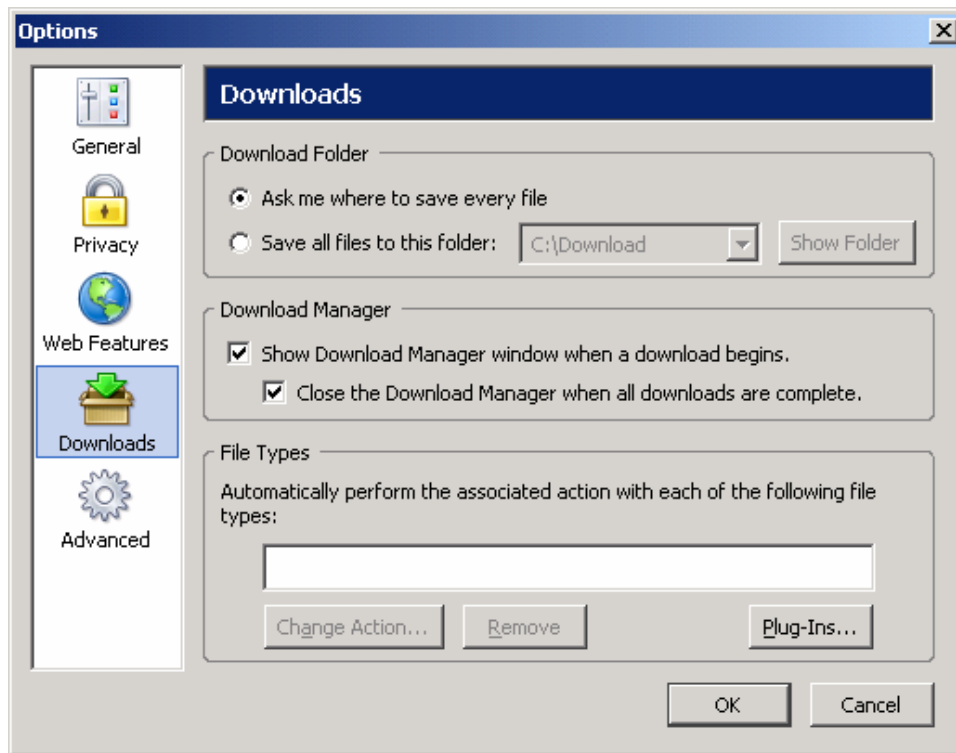 Options
General
Privacy
Web Features
Downloads
Advanced
Downloads
Download Folder
Ask me where to save every file
Save all files to this folder: C:\Download Show Folder
Download Manager
Show Download Manager window when a download begins.
Close the Download Manager when all downloads are complete.
File Types
Automatically perform the associated action with each of the following file
types:
Change Action... Remove Plug-Ins...
OK Cancel